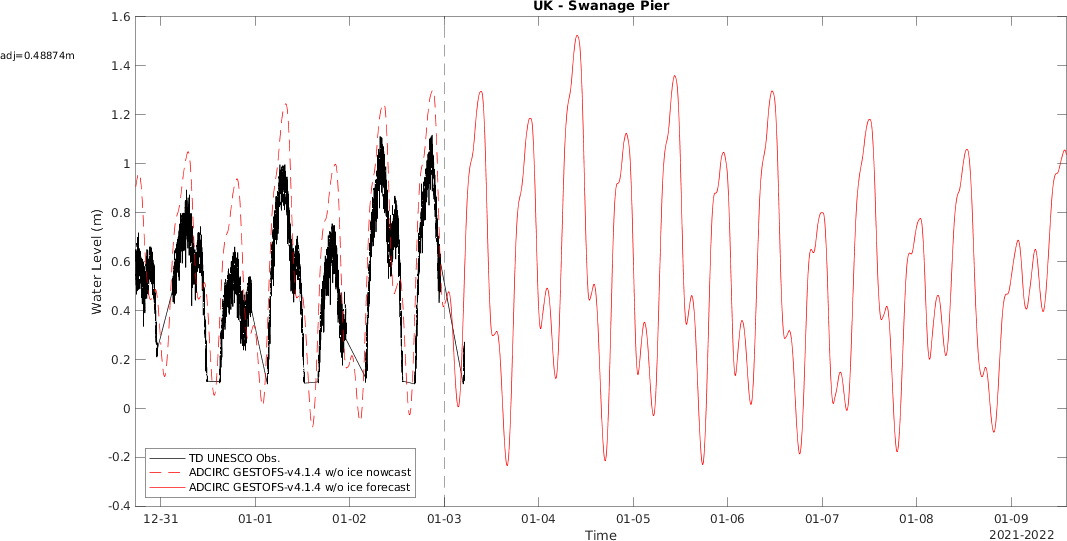 UK - Swanage Pier
adj=0.48874m
1.6
1.4
1.2
1
0.8
0.6
0.4
0.2
0
-0.2
-0.4
Water Level (m)
TD UNESCO Obs.
ADCIRC GESTOFS-v4.1.4 w/o ice nowcast
ADCIRC GESTOFS-v4.1.4 w/o ice forecast
12-31 01-01 01-02 01-03 01-04 01-05 01-06 01-07 01-08 01-09
Time
2021-2022